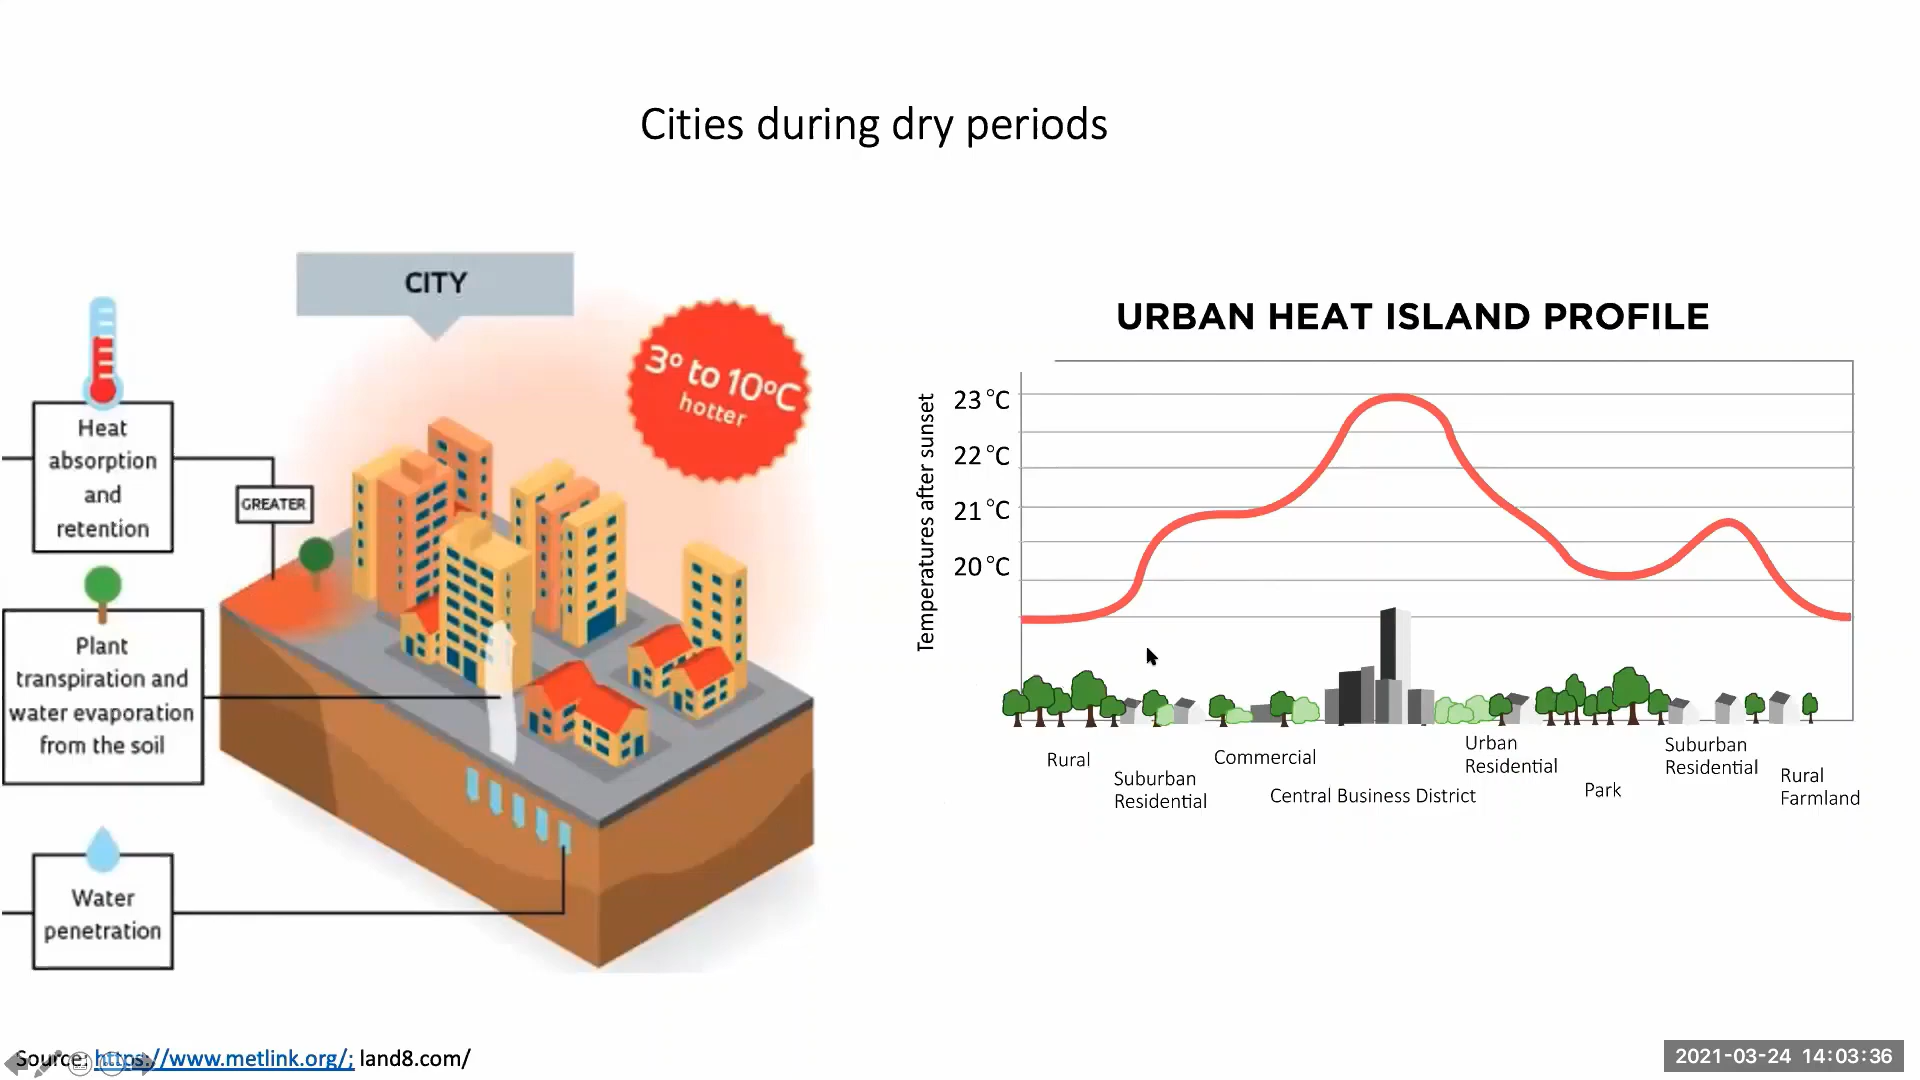 Cities during dry periods
CITY
3º to 10ºC
hotter
Heat
absorption
and
retention
GREATER
Plant
transpiration and
water evaporation
from the soil
Water
penetration
URBAN HEAT ISLAND PROFILE
Temperatures after sunset
23 °C
22 °C
21 °C
20 °C
Rural
Suburban
Residential
Commercial
Central Business District
Urban
Residential
Park
Suburban
Residential
Rural
Farmland
Source: https://www.metlink.org/; land8.com/
2021-03-24 14:03:36